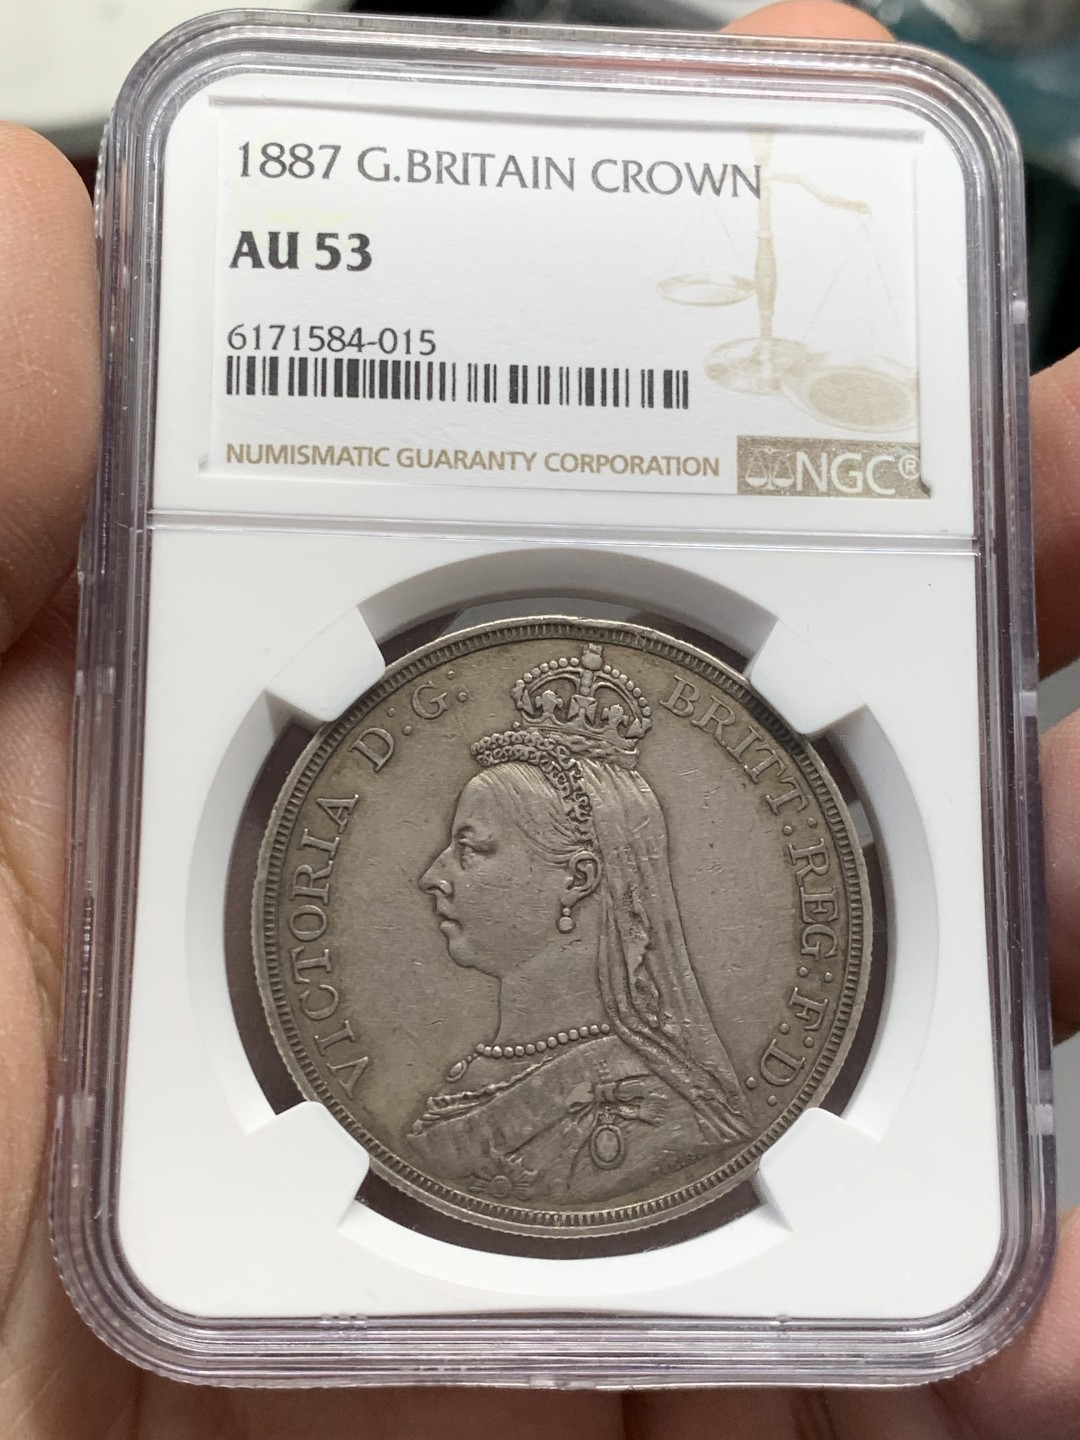 1887 G.BRITAIN CROWN
AU 53
6171584-015
NUMISMATIC GUARANTY CORPORATION
NGC®
VICTORIA D:G: BRITT:REG:F:D: